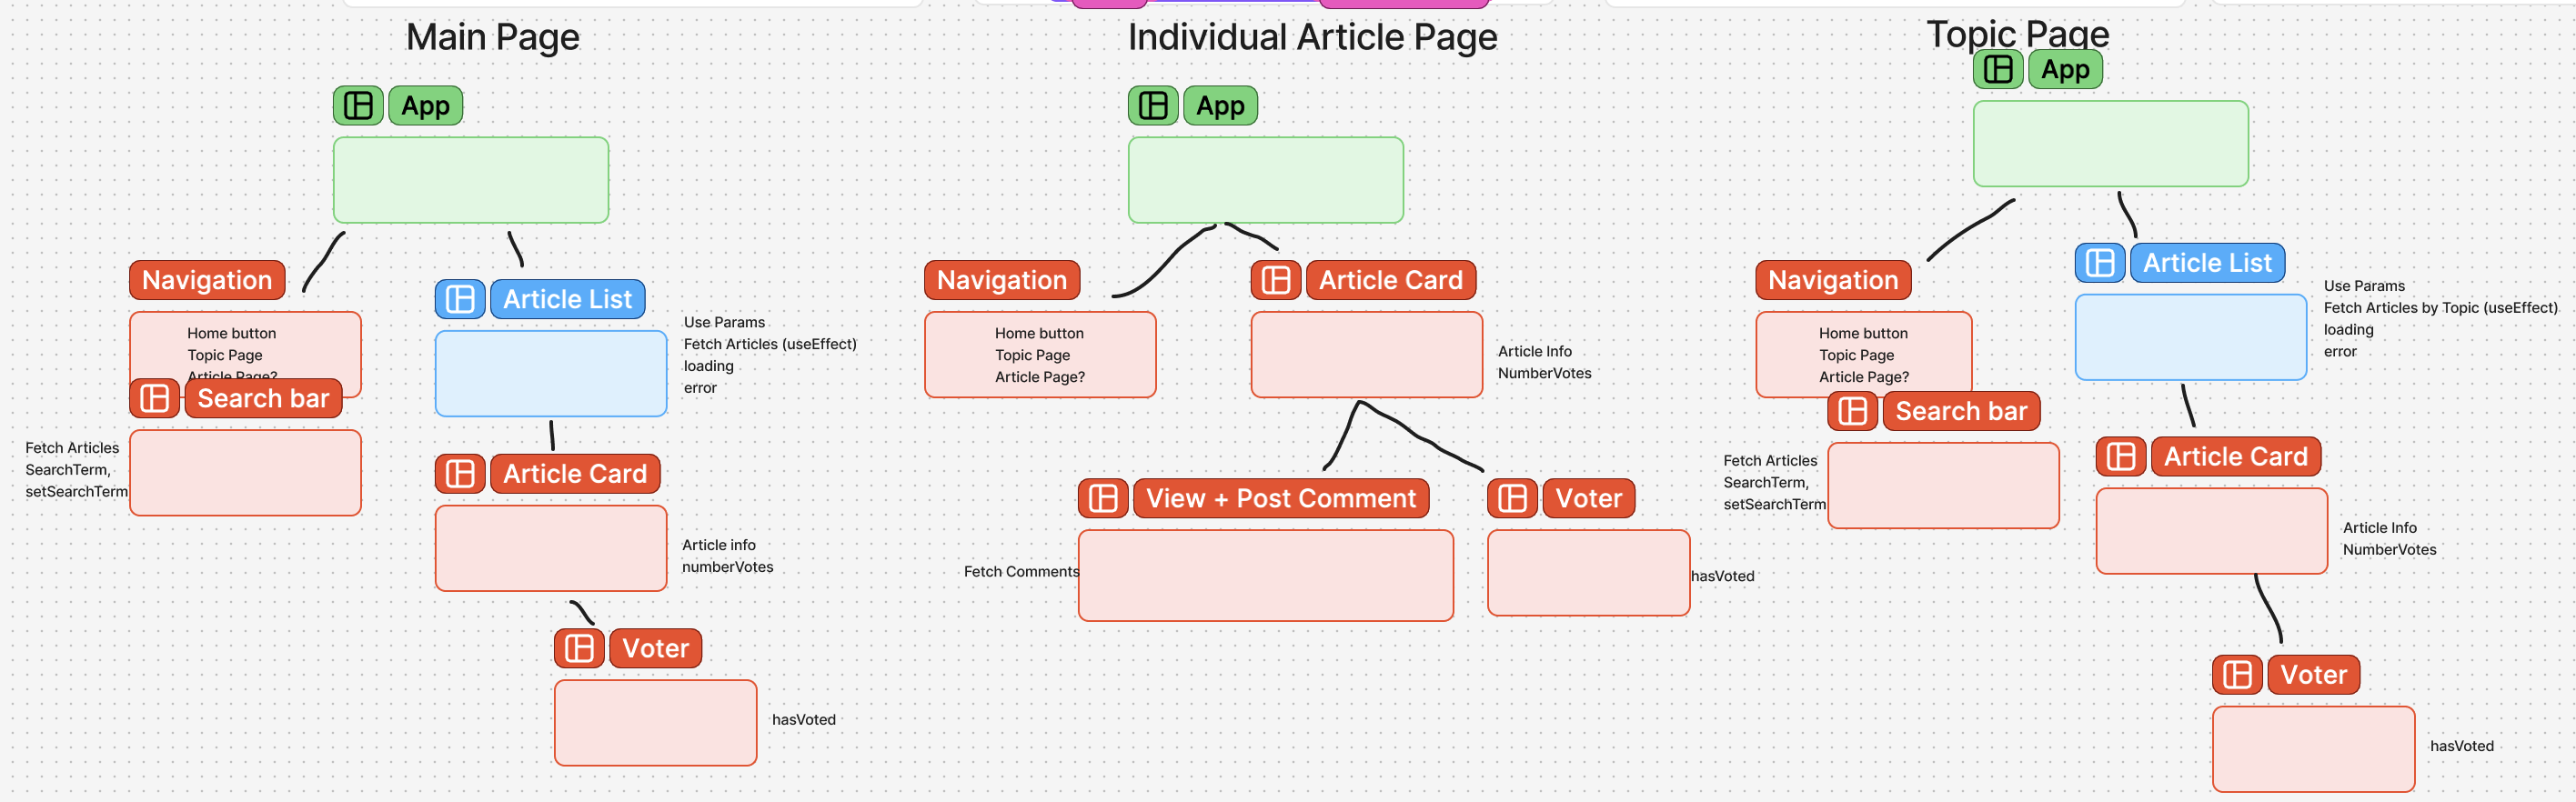 Main Page
App
Navigation
Home button
Topic Page
Article Page?
Search bar
Fetch Articles
SearchTerm,
setSearchTerm
Article List
Use Params
Fetch Articles (useEffect)
loading
error
Article Card
Article info
numberVotes
Voter
hasVoted
Individual Article Page
App
Navigation
Home button
Topic Page
Article Page?
Article Card
Article Info
NumberVotes
View + Post Comment
Fetch Comments
Voter
hasVoted
Topic Page
App
Navigation
Home button
Topic Page
Article Page?
Search bar
Fetch Articles
SearchTerm,
setSearchTerm
Article List
Use Params
Fetch Articles by Topic (useEffect)
loading
error
Article Card
Article Info
NumberVotes
Voter
hasVoted